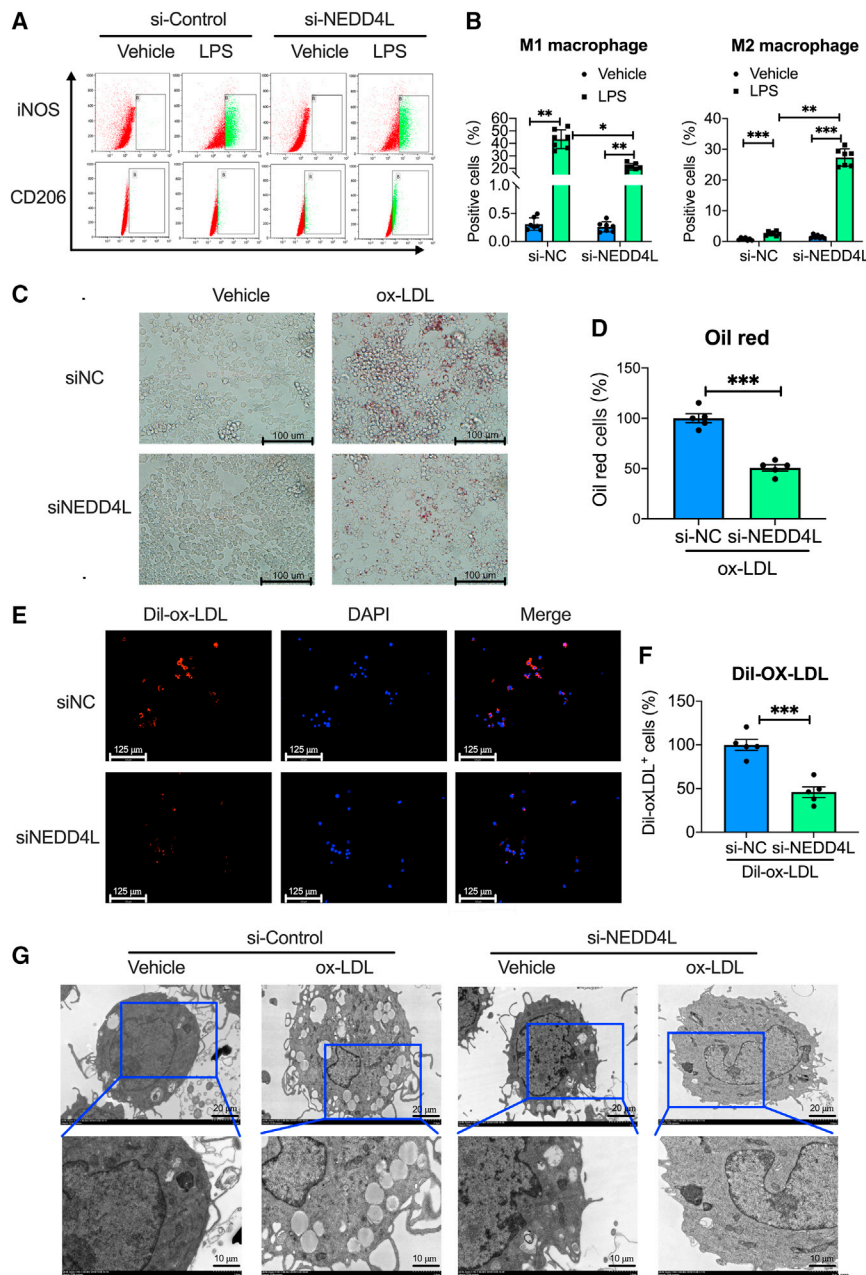 A
si-Control si-NEDD4L
Vehicle LPS Vehicle LPS
iNOS
CD206
B
M1 macrophage
Vehicle
LPS
Positive cells (%)
60
50
40
30
20
10
1.0
0.5
0.0
** * **
si-NC si-NEDD4L
M2 macrophage
Vehicle
LPS
Positive cells (%)
40
30
20
10
0
*** ** ***
si-NC si-NEDD4L
C
Vehicle ox-LDL
siNC
100 um 100 um
siNEDD4L
100 um 100 um
D
Oil red
Oil red cells (%)
150
100
50
0
***
si-NC si-NEDD4L
ox-LDL
E
Dil-ox-LDL DAPI Merge
siNC
125 µm 125 µm 125 µm
siNEDD4L
125 µm 125 µm 125 µm
F
Dil-OX-LDL
Dil-oxLDL+ cells (%)
150
100
50
0
***
si-NC si-NEDD4L
Dil-ox-LDL
G
si-Control si-NEDD4L
Vehicle ox-LDL Vehicle ox-LDL
20 µm 20 µm 20 µm 20 µm
10 µm 10 µm 10 µm 10 µm